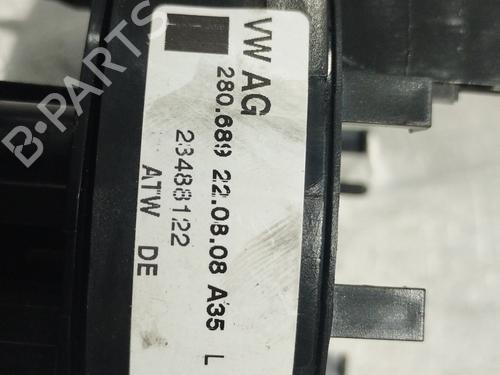 VW AG
280.689 22.08.08 A35 L
23488122
ATW DE
B-PARTS